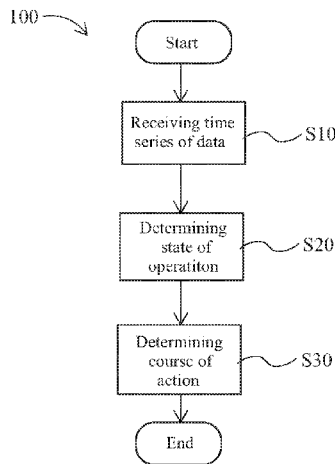 100
Start
Receiving time
series of data
S10
Determining
state of
operatiton
S20
Determining
course of
action
S30
End